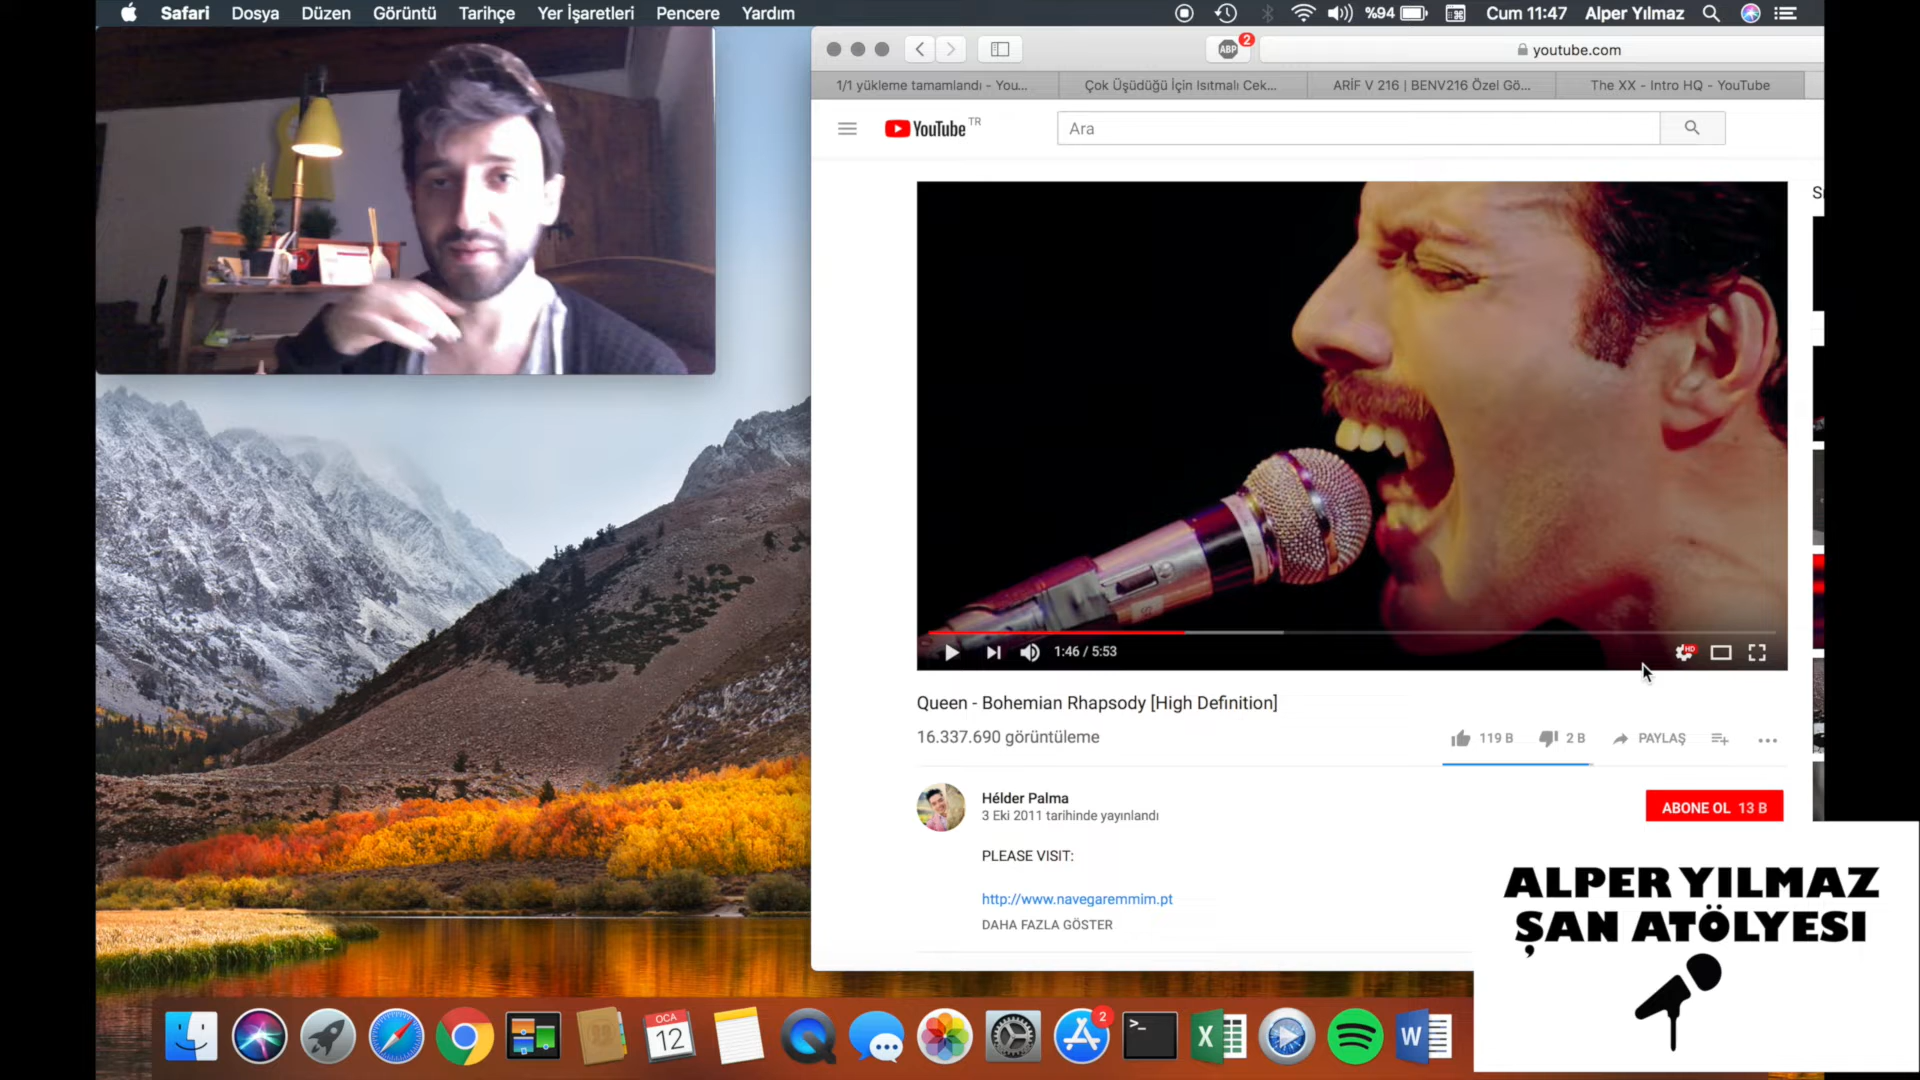 Safari Dosya Düzen Görüntü Tarihçe Yer İşaretleri Pencere Yardım
%94 Cum 11:47 Alper Yılmaz
ABP 2
youtube.com
1/1 yükleme tamamlandı - You...
Çok Üşüdüğü İçin Isıtmalı Cek...
ARİF V 216 | BENV216 Özel Gö...
The XX - Intro HQ - YouTube
YouTube TR
Ara
1:46 / 5:53
HD
Queen - Bohemian Rhapsody [High Definition]
16.337.690 görüntüleme
119 B 2 B PAYLAŞ
Hélder Palma
3 Eki 2011 tarihinde yayınlandı
ABONE OL 13 B
PLEASE VISIT:
http://www.navegaremmim.pt
DAHA FAZLA GÖSTER
ALPER YILMAZ
ŞAN ATÖLYESI
OCA
12
2